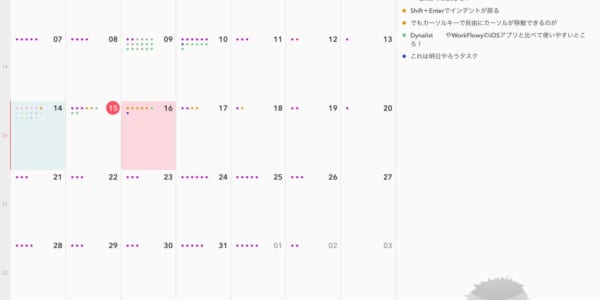 Shift+Enterでインデントが戻る
でもカーソルキーで自由にカーソルが移動できるのが
Dynalist やWorkFlowyのiOSアプリと比べて使いやすいところ！
これは明日やろうタスク
07 08 09 10 11 12 13
19
14 15 16 17 18 19 20
20
21 22 23 24 25 26 27
21
28 29 30 31 01 02 03
22